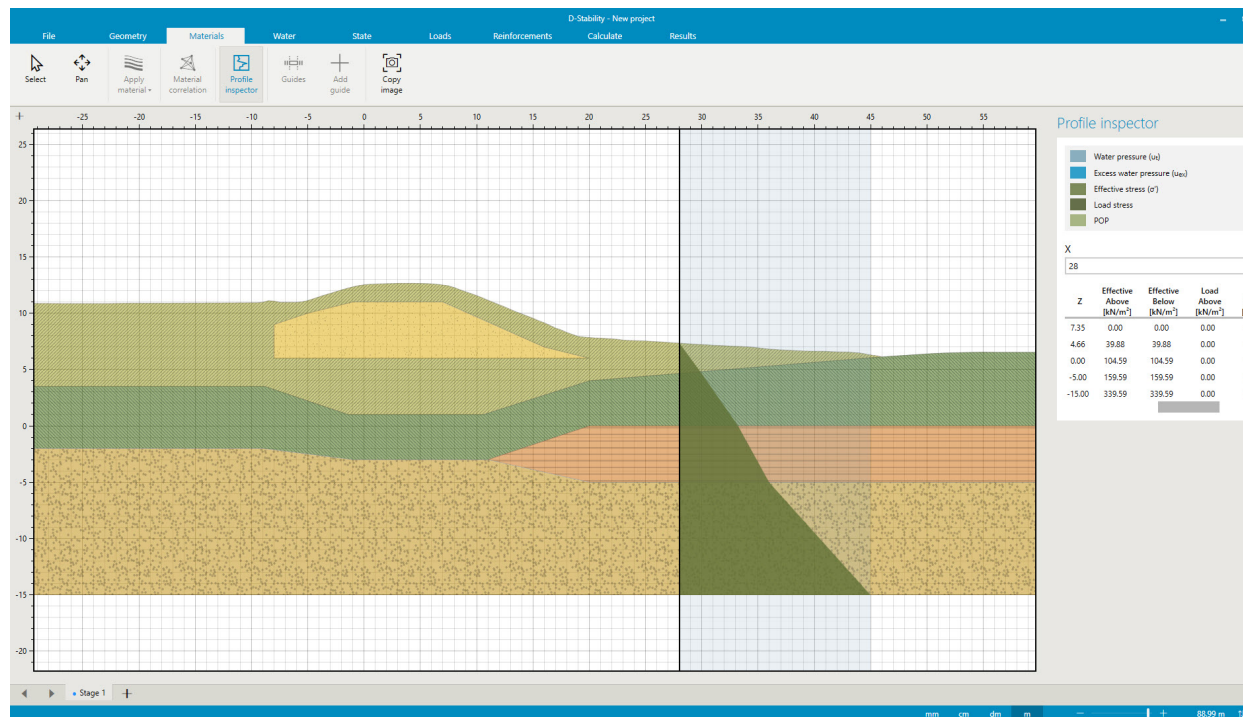 D-Stability - New project
File Geometry Materials Water State Loads Reinforcements Calculate Results
Select Pan Apply material Material correlation Profile inspector Guides Add guide Copy image
-25 -20 -15 -10 -5 0 5 10 15 20 25 30 35 40 45 50 55
25
20
15
10
5
0
-5
-10
-15
-20
Profile inspector
Water pressure (ut)
Excess water pressure (uex)
Effective stress (σ')
Load stress
POP
X
28
Z Effective Above [kN/m²] Effective Below [kN/m²] Load Above [kN/m²]
7.35 0.00 0.00 0.00
4.66 39.88 39.88 0.00
0.00 104.59 104.59 0.00
-5.00 159.59 159.59 0.00
-15.00 339.59 339.59 0.00
Stage 1
mm cm dm m 88.99 m